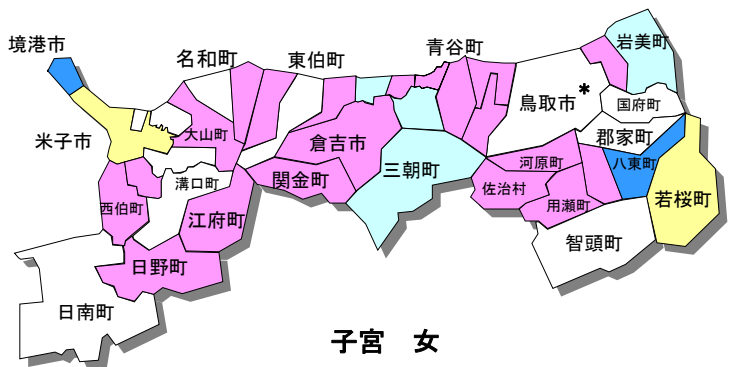 岩美町
境港市
名和町
東伯町
青谷町
鳥取市*
国府町
米子市
大山町
倉吉市
郡家町
八東町
三朝町
河原町
溝口町
関金町
佐治村
若桜町
西伯町
江府町
用瀬町
智頭町
日野町
日南町
子宮　女